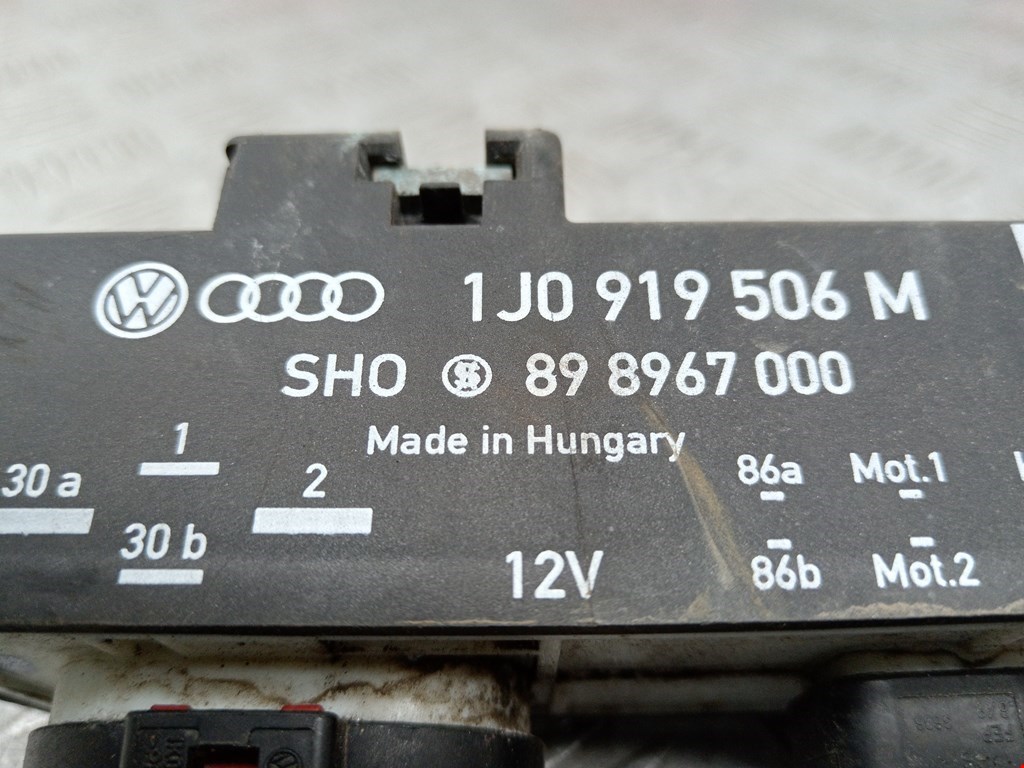 1J0 919 506 M
SHO 89 8967 000
Made in Hungary
1
2
30 a
30 b
12V
86a Mot.1
86b Mot.2